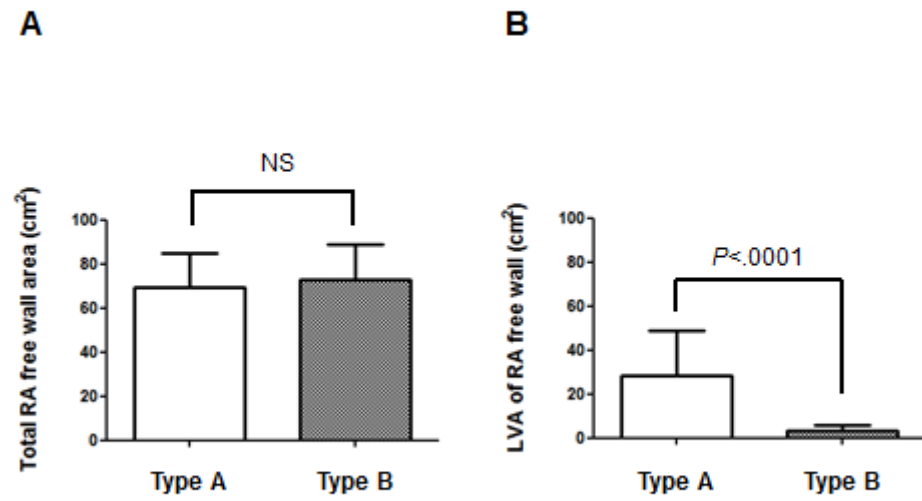 A
B
NS
Total RA free wall area (cm²)
100
80
60
40
20
0
Type A
Type B
P<.0001
LVA of RA free wall (cm²)
100
80
60
40
20
0
Type A
Type B